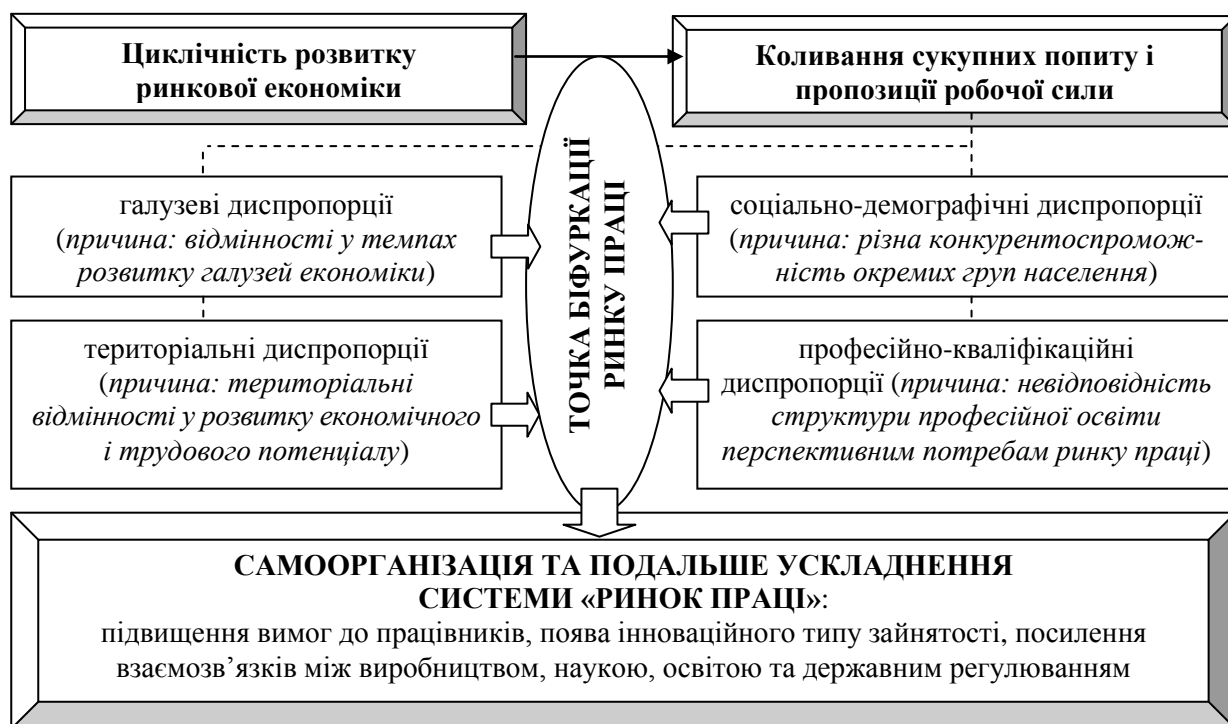 Циклічність розвитку
ринкової економіки
Коливання сукупних попиту і
пропозиції робочої сили
ТОЧКА БІФУРКАЦІЇ
РИНКУ ПРАЦІ
галузеві диспропорції
(причина: відмінності у темпах
розвитку галузей економіки)
соціально-демографічні диспропорції
(причина: різна конкурентоспромож-
ність окремих груп населення)
територіальні диспропорції
(причина: територіальні
відмінності у розвитку економічного
і трудового потенціалу)
професійно-кваліфікаційні
диспропорції (причина: невідповідність
структури професійної освіти
перспективним потребам ринку праці)
САМООРГАНІЗАЦІЯ ТА ПОДАЛЬШЕ УСКЛАДНЕННЯ
СИСТЕМИ «РИНОК ПРАЦІ»:
підвищення вимог до працівників, поява інноваційного типу зайнятості, посилення
взаємозв’язків між виробництвом, наукою, освітою та державним регулюванням